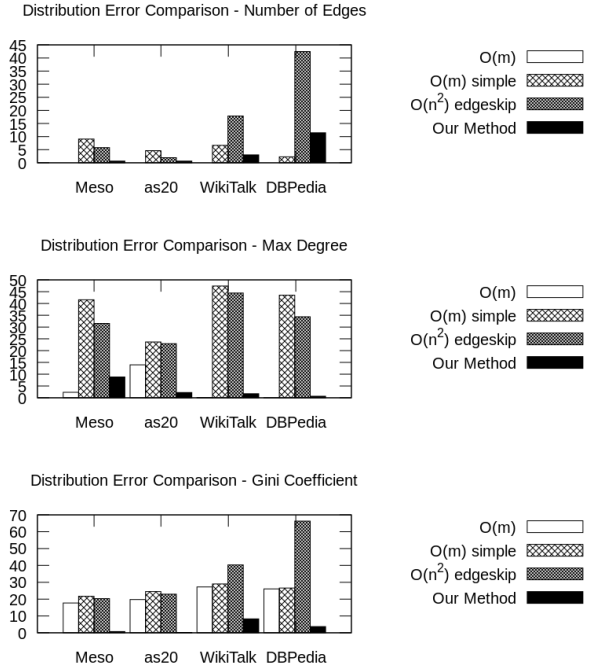 Distribution Error Comparison - Number of Edges
45
40
35
30
25
20
15
10
5
0
Meso as20 WikiTalk DBPedia
O(m)
O(m) simple
O(n²) edgeskip
Our Method
Distribution Error Comparison - Max Degree
50
45
40
35
30
25
20
15
10
5
0
Meso as20 WikiTalk DBPedia
O(m)
O(m) simple
O(n²) edgeskip
Our Method
Distribution Error Comparison - Gini Coefficient
70
60
50
40
30
20
10
0
Meso as20 WikiTalk DBPedia
O(m)
O(m) simple
O(n²) edgeskip
Our Method